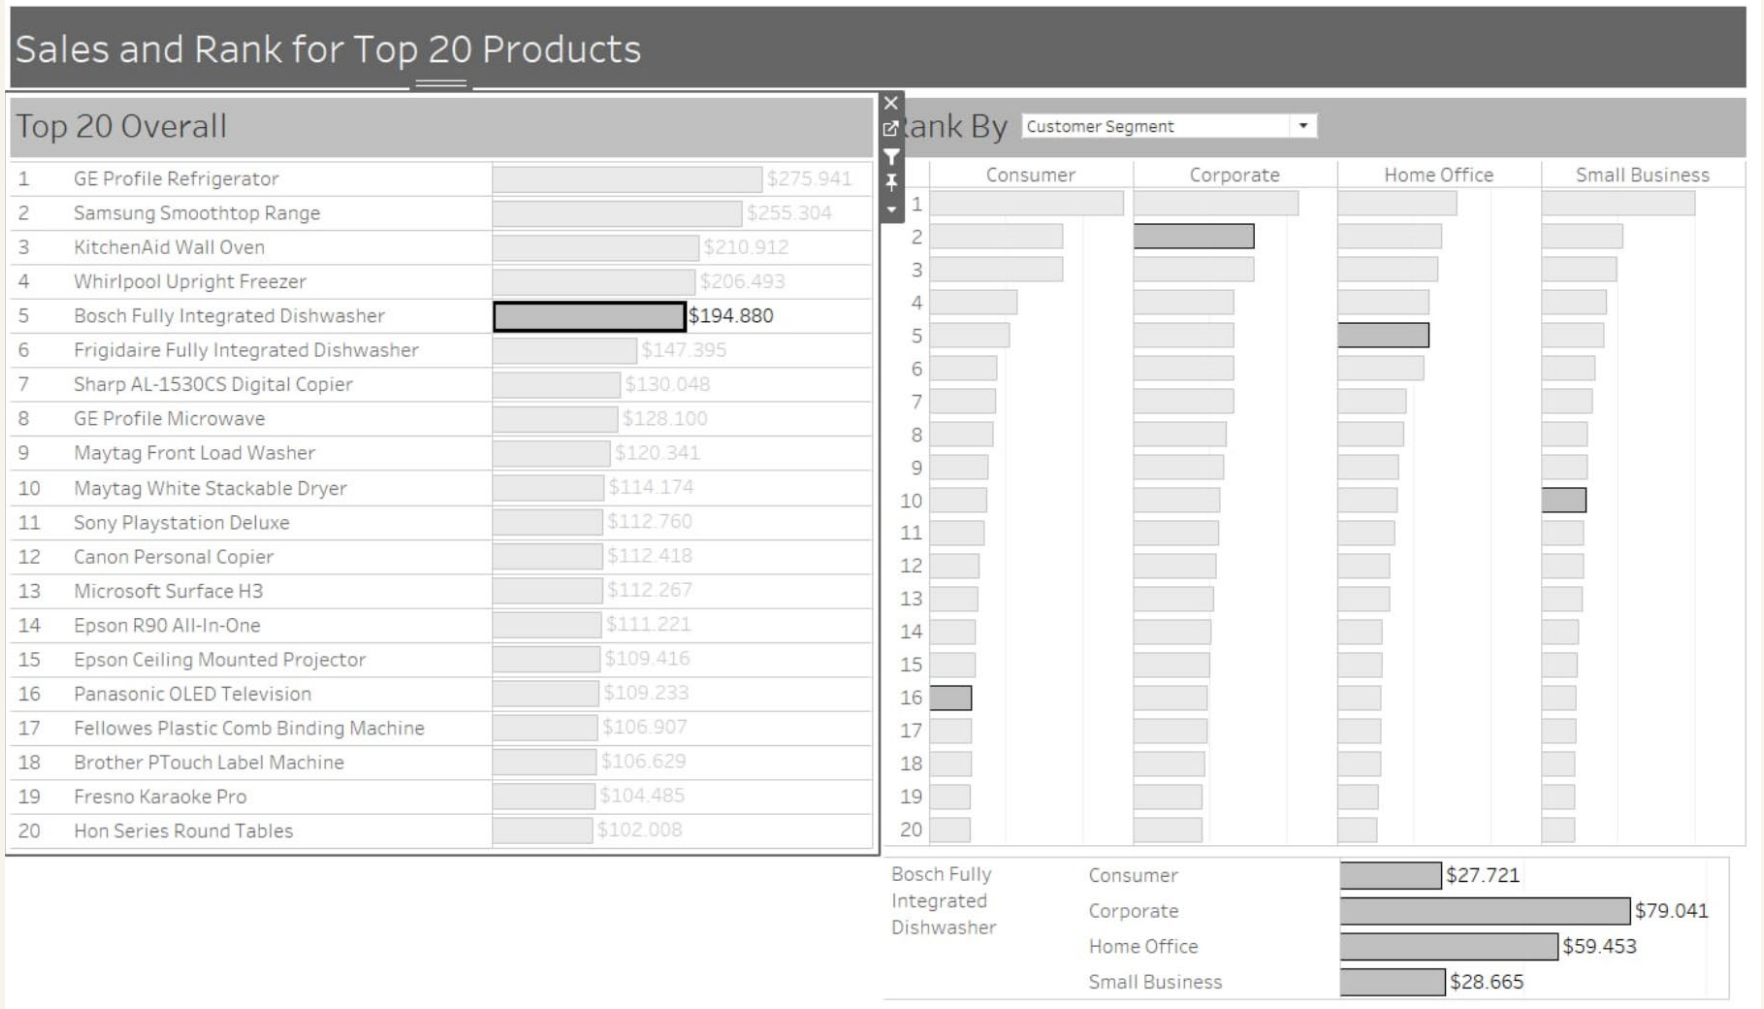 Sales and Rank for Top 20 Products
Top 20 Overall
1 GE Profile Refrigerator $275.941
2 Samsung Smoothtop Range $255.304
3 KitchenAid Wall Oven $210.912
4 Whirlpool Upright Freezer $206.493
5 Bosch Fully Integrated Dishwasher $194.880
6 Frigidaire Fully Integrated Dishwasher $147.395
7 Sharp AL-1530CS Digital Copier $130.048
8 GE Profile Microwave $128.100
9 Maytag Front Load Washer $120.341
10 Maytag White Stackable Dryer $114.174
11 Sony Playstation Deluxe $112.760
12 Canon Personal Copier $112.418
13 Microsoft Surface H3 $112.267
14 Epson R90 All-In-One $111.221
15 Epson Ceiling Mounted Projector $109.416
16 Panasonic OLED Television $109.233
17 Fellowes Plastic Comb Binding Machine $106.907
18 Brother PTouch Label Machine $106.629
19 Fresno Karaoke Pro $104.485
20 Hon Series Round Tables $102.008
Rank By Customer Segment
Consumer Corporate Home Office Small Business
1
2
3
4
5
6
7
8
9
10
11
12
13
14
15
16
17
18
19
20
Bosch Fully
Integrated
Dishwasher
Consumer $27.721
Corporate $79.041
Home Office $59.453
Small Business $28.665